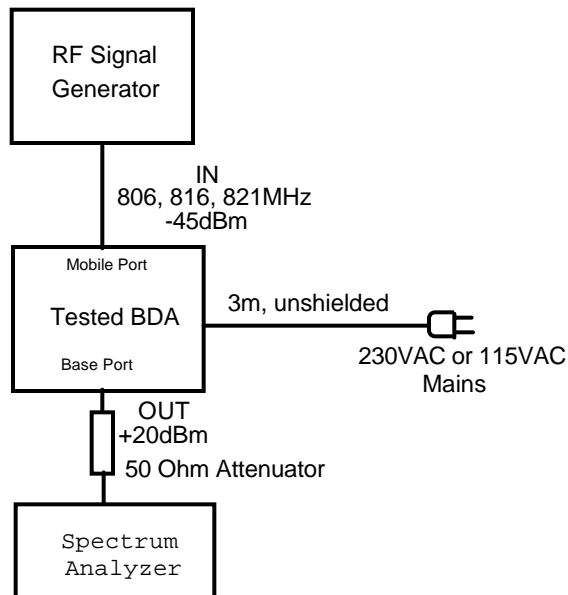 RF Signal
Generator
IN
806, 816, 821MHz
-45dBm
Mobile Port
Tested BDA
3m, unshielded
Base Port
230VAC or 115VAC
Mains
OUT
+20dBm
50 Ohm Attenuator
Spectrum
Analyzer